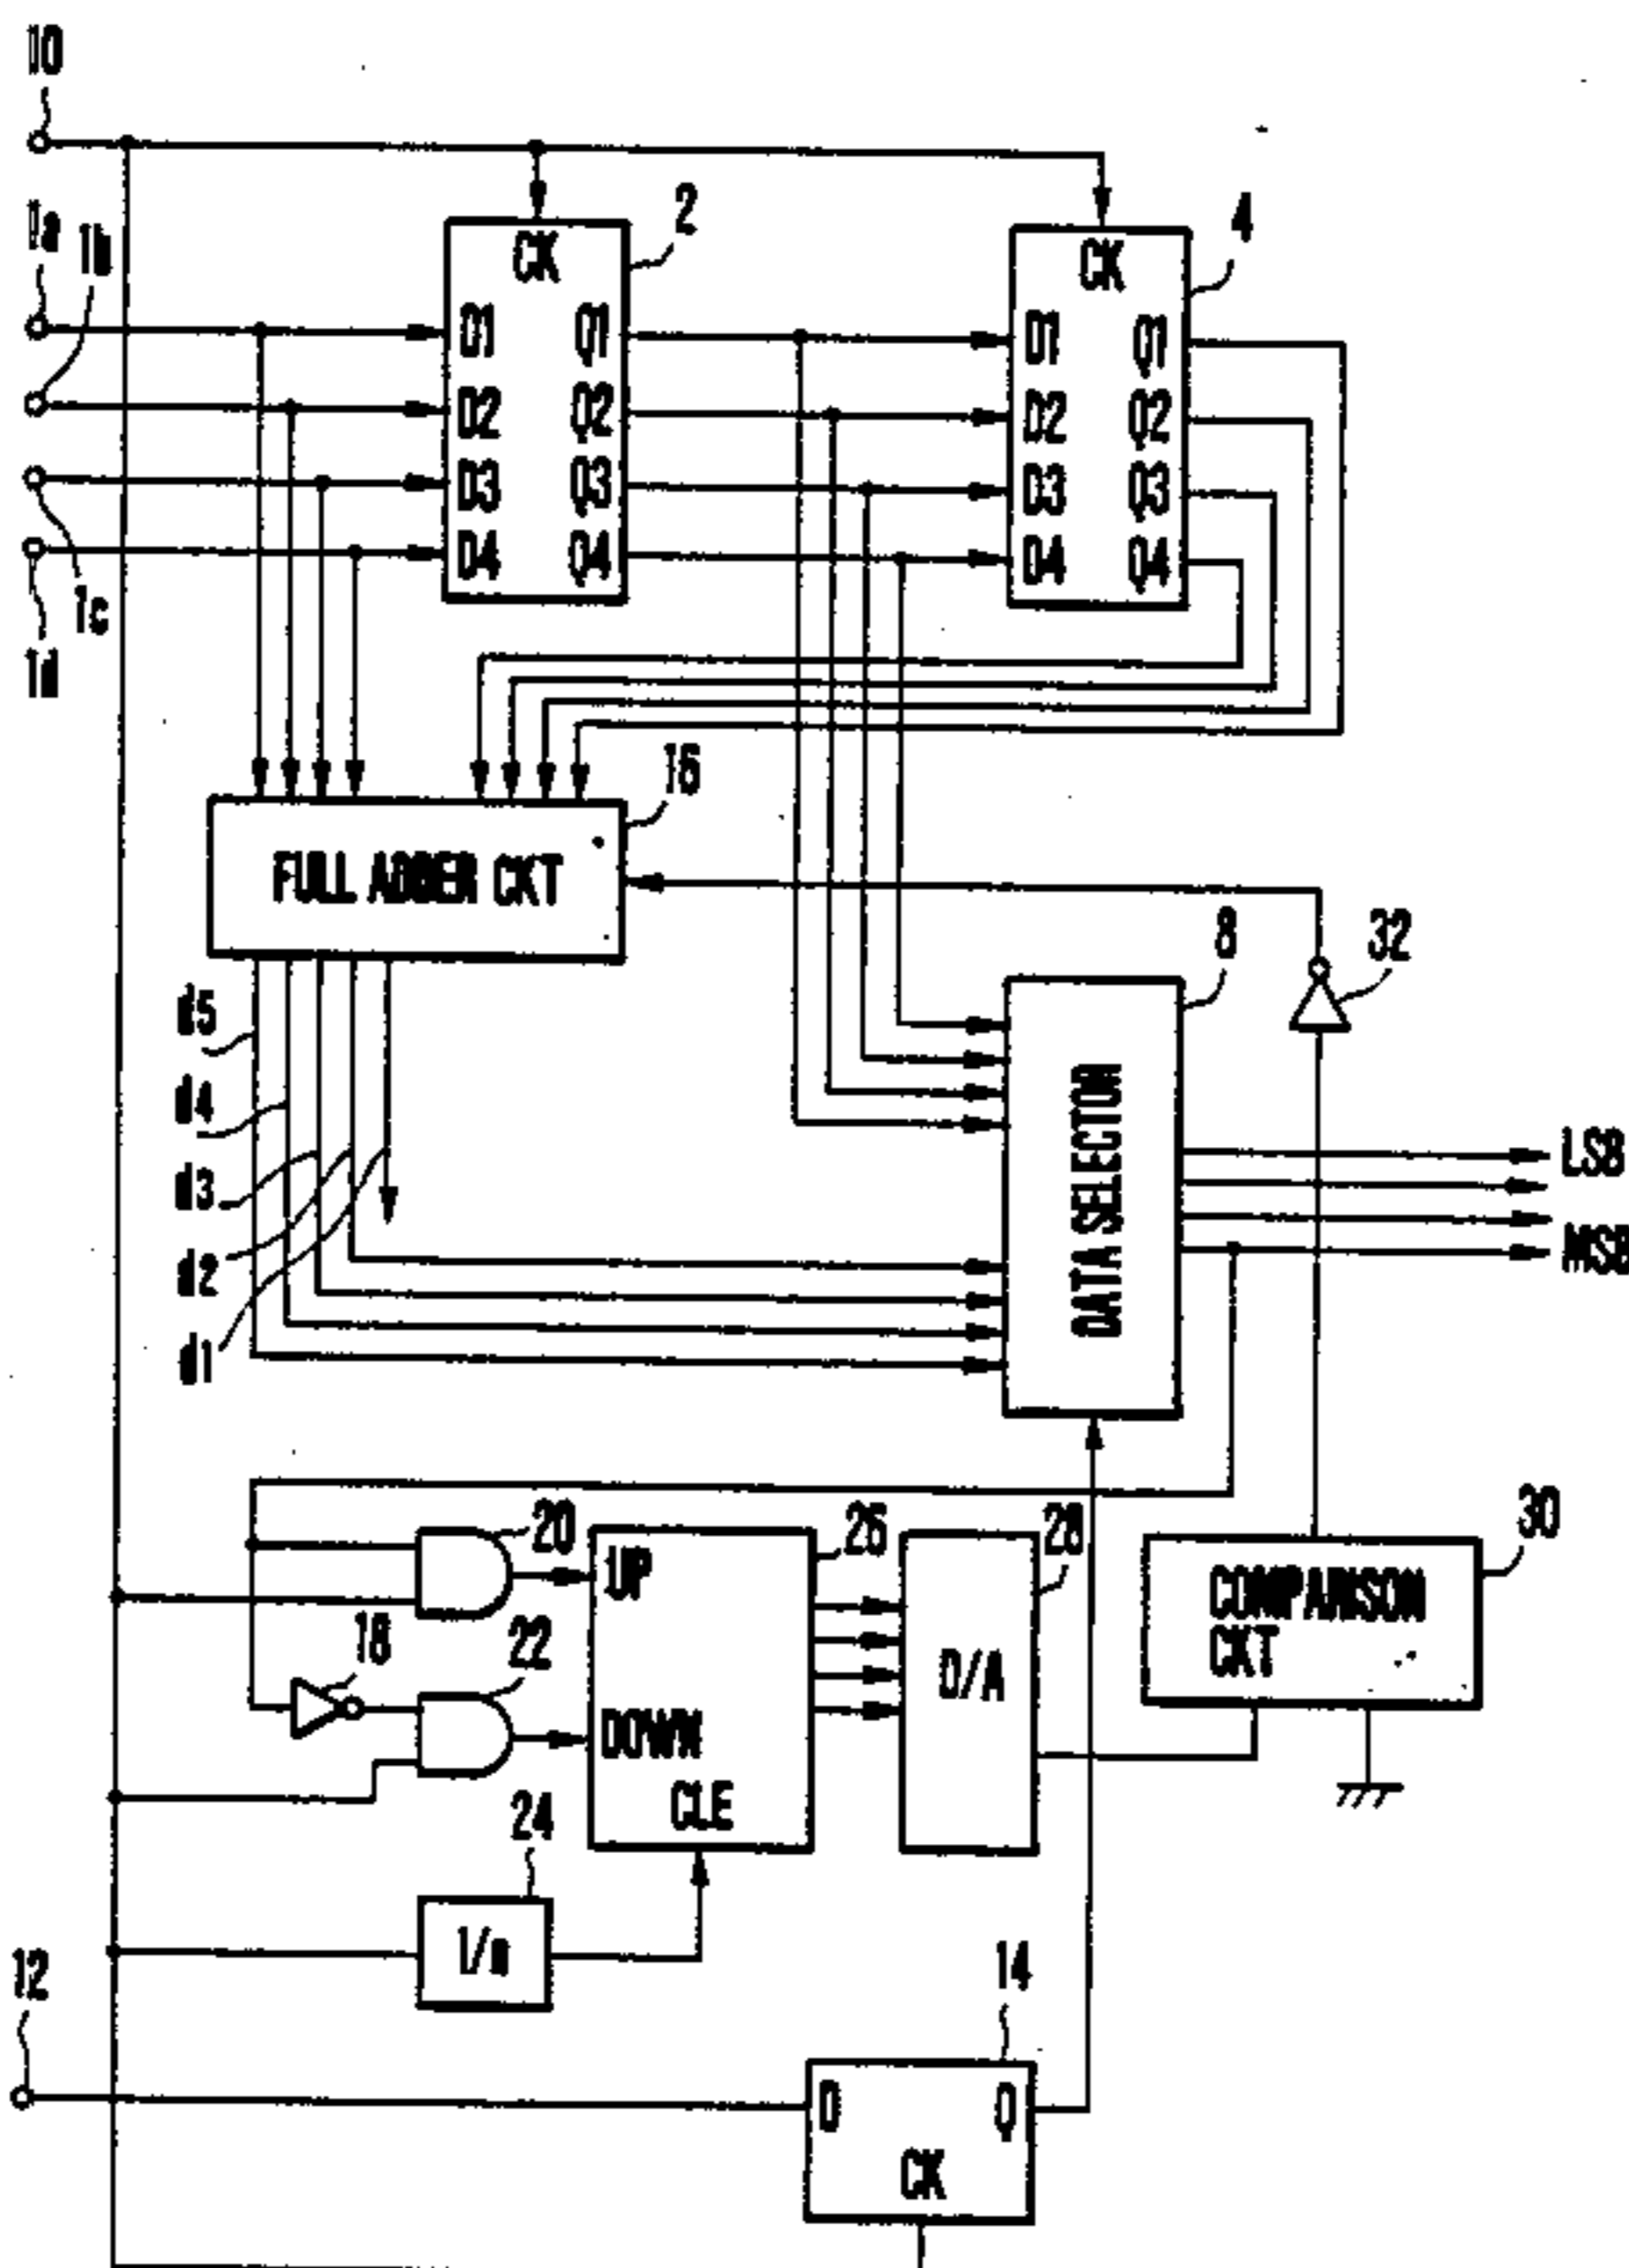 10
1a
1b
1c
1d
2
CK
D1 Q1
D2 Q2
D3 Q3
D4 Q4
4
CK
D1 Q1
D2 Q2
D3 Q3
D4 Q4
16
FULL ADDER CKT
8
32
d5
d4
d3
d2
d1
DATA SELECTOR
LSB
MSB
20
26
28
30
UP
COMPARISON
CKT
18
22
D/A
DOWN
CLE
24
1/n
12
14
D Q
CK